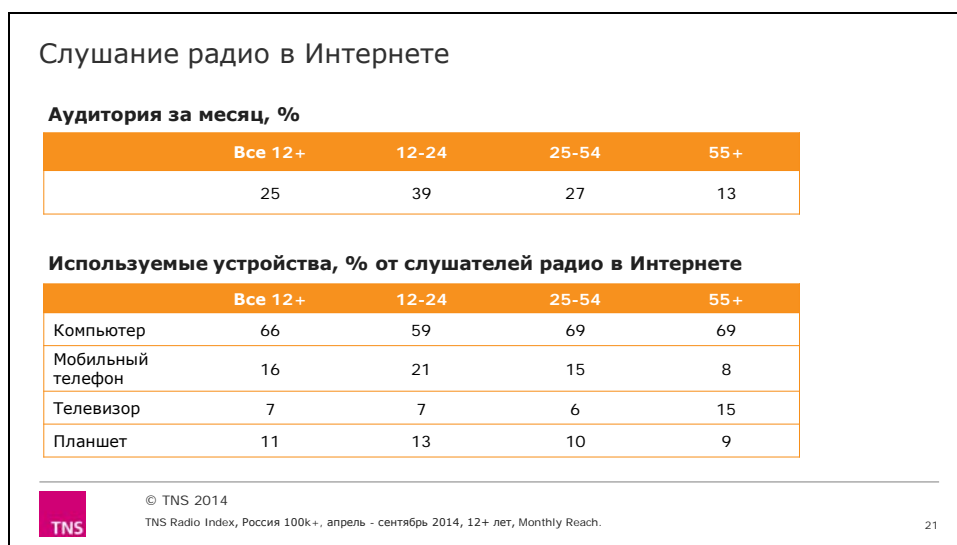 Слушание радио в Интернете
Аудитория за месяц, %
Все 12+ 12-24 25-54 55+
25 39 27 13
Используемые устройства, % от слушателей радио в Интернете
Все 12+ 12-24 25-54 55+
Компьютер 66 59 69 69
Мобильный
телефон 16 21 15 8
Телевизор 7 7 6 15
Планшет 11 13 10 9
© TNS 2014
TNS
TNS Radio Index, Россия 100k+, апрель - сентябрь 2014, 12+ лет, Monthly Reach.
21